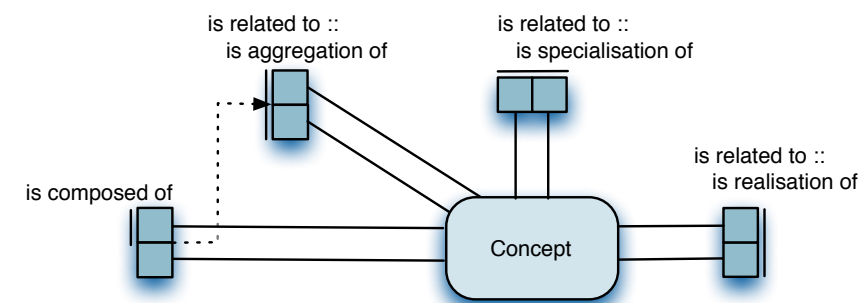 is related to ::
is aggregation of
is related to ::
is specialisation of
is related to ::
is realisation of
is composed of
Concept